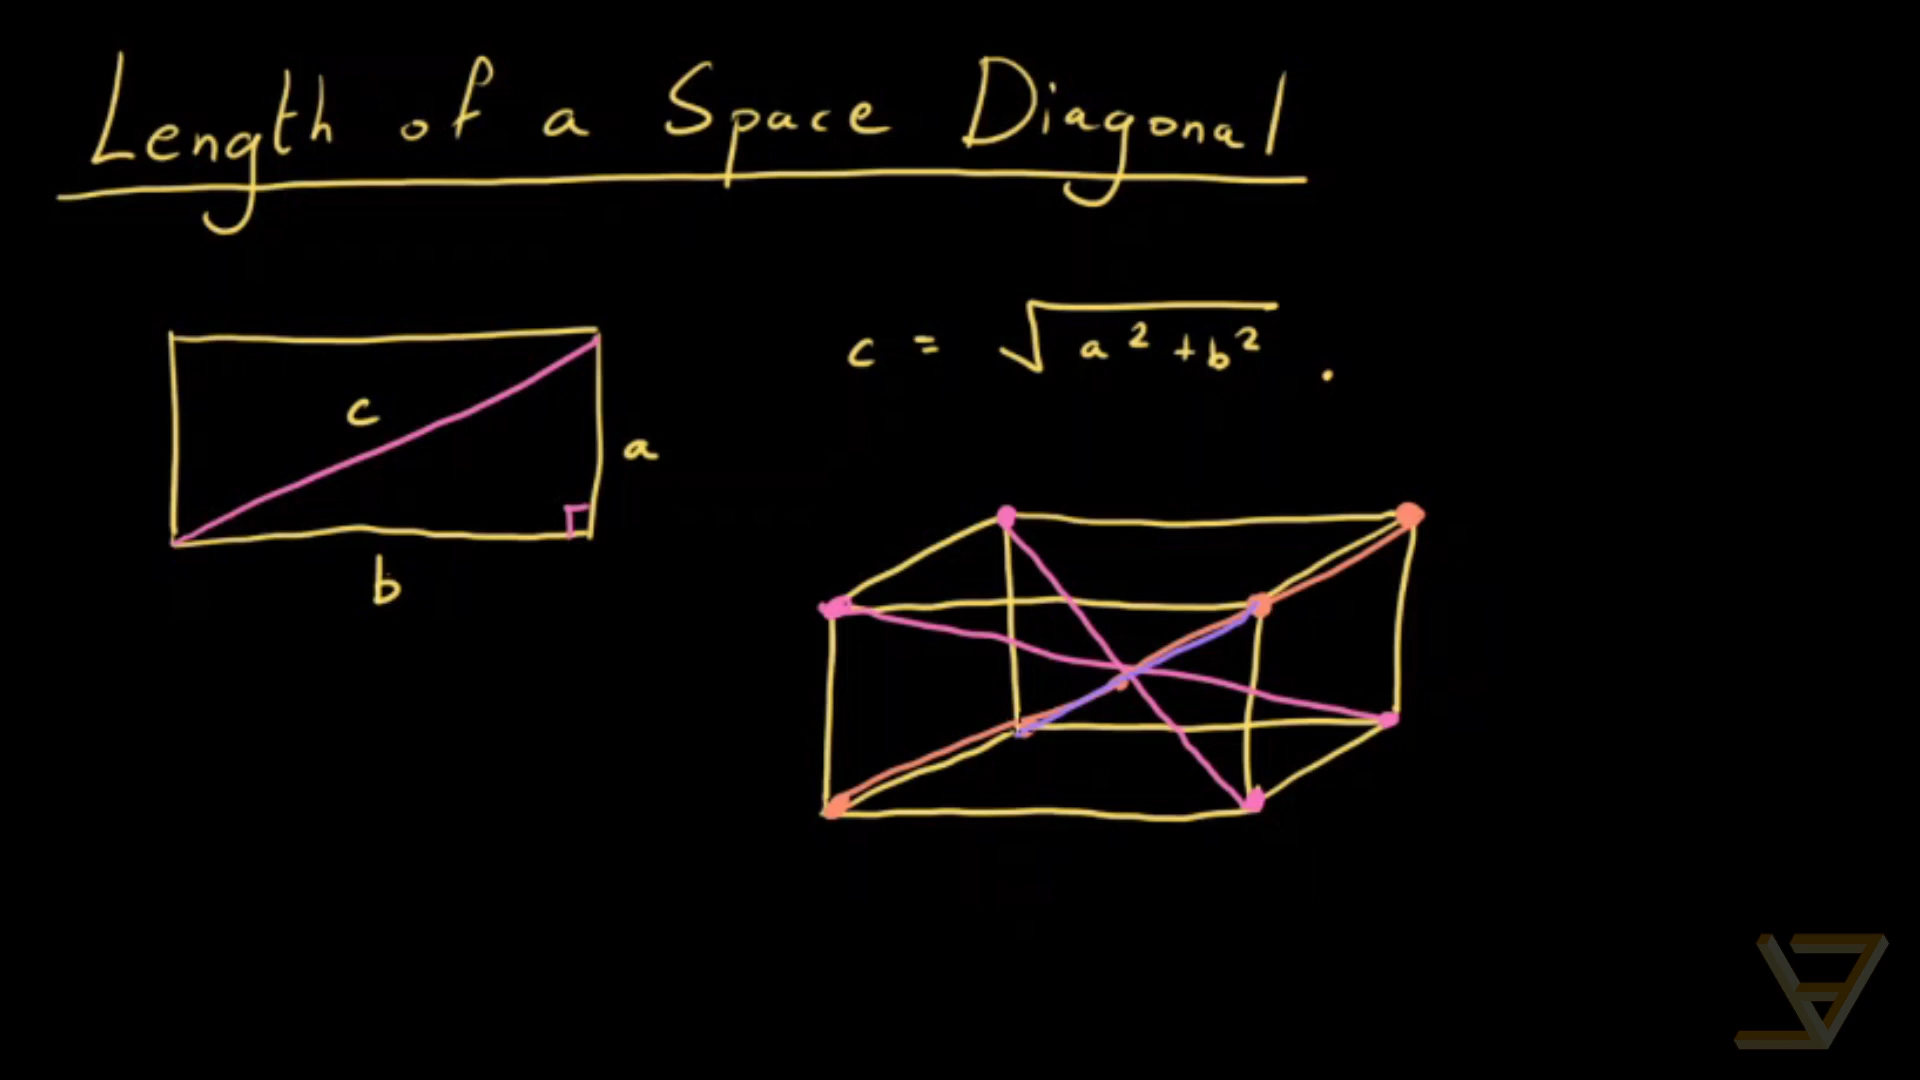 Length of a Space Diagonal
c = √(a² + b²) .
c
a
b